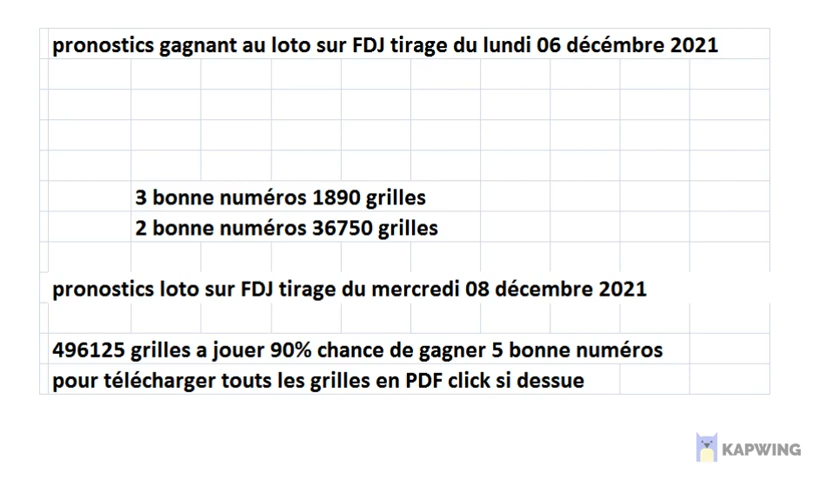 pronostics gagnant au loto sur FDJ tirage du lundi 06 décémbre 2021
3 bonne numéros 1890 grilles
2 bonne numéros 36750 grilles
pronostics loto sur FDJ tirage du mercredi 08 décembre 2021
496125 grilles a jouer 90% chance de gagner 5 bonne numéros
pour télécharger touts les grilles en PDF click si dessue
KAPWING